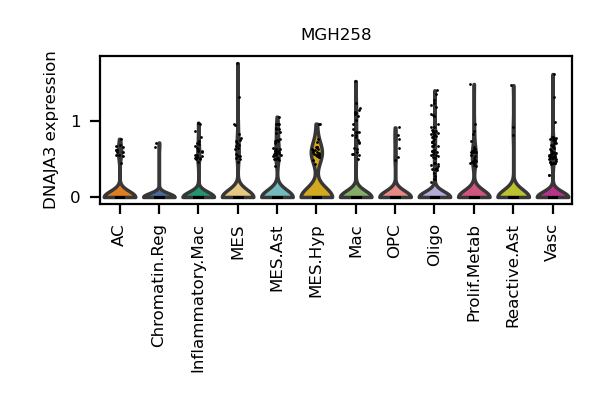 MGH258
DNAJA3 expression
1
0
AC
Chromatin.Reg
Inflammatory.Mac
MES
MES.Ast
MES.Hyp
Mac
OPC
Oligo
Prolif.Metab
Reactive.Ast
Vasc